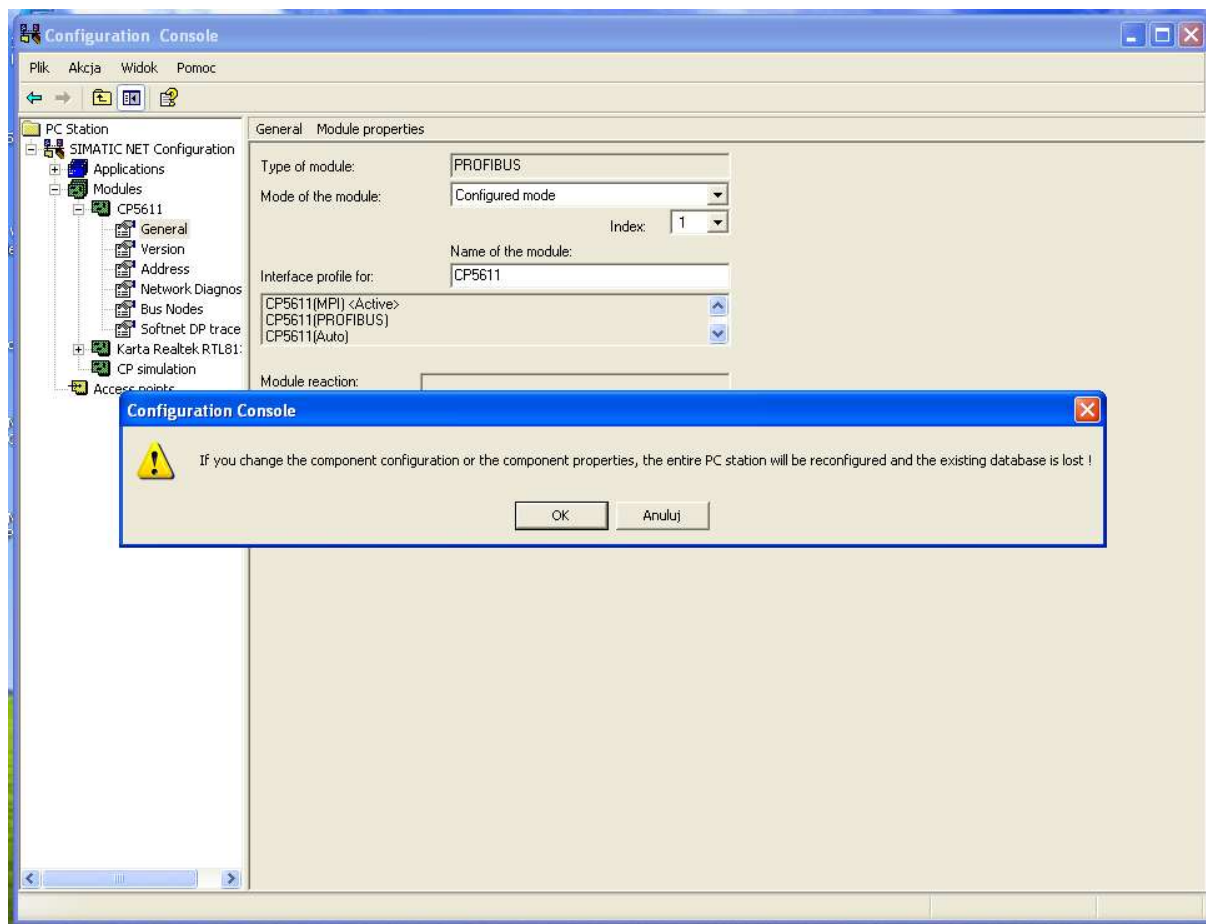 Configuration Console
Plik Akcja Widok Pomoc
PC Station
SIMATIC NET Configuration
Applications
Modules
CP5611
General
Version
Address
Network Diagnos
Bus Nodes
Softnet DP trace
Karta Realtek RTL81
CP simulation
Access points
General Module properties
Type of module: PROFIBUS
Mode of the module: Configured mode
Index: 1
Name of the module:
Interface profile for: CP5611
CP5611(MPI) <Active>
CP5611(PROFIBUS)
CP5611(Auto)
Module reaction:
Configuration Console
If you change the component configuration or the component properties, the entire PC station will be reconfigured and the existing database is lost !
OK Anuluj